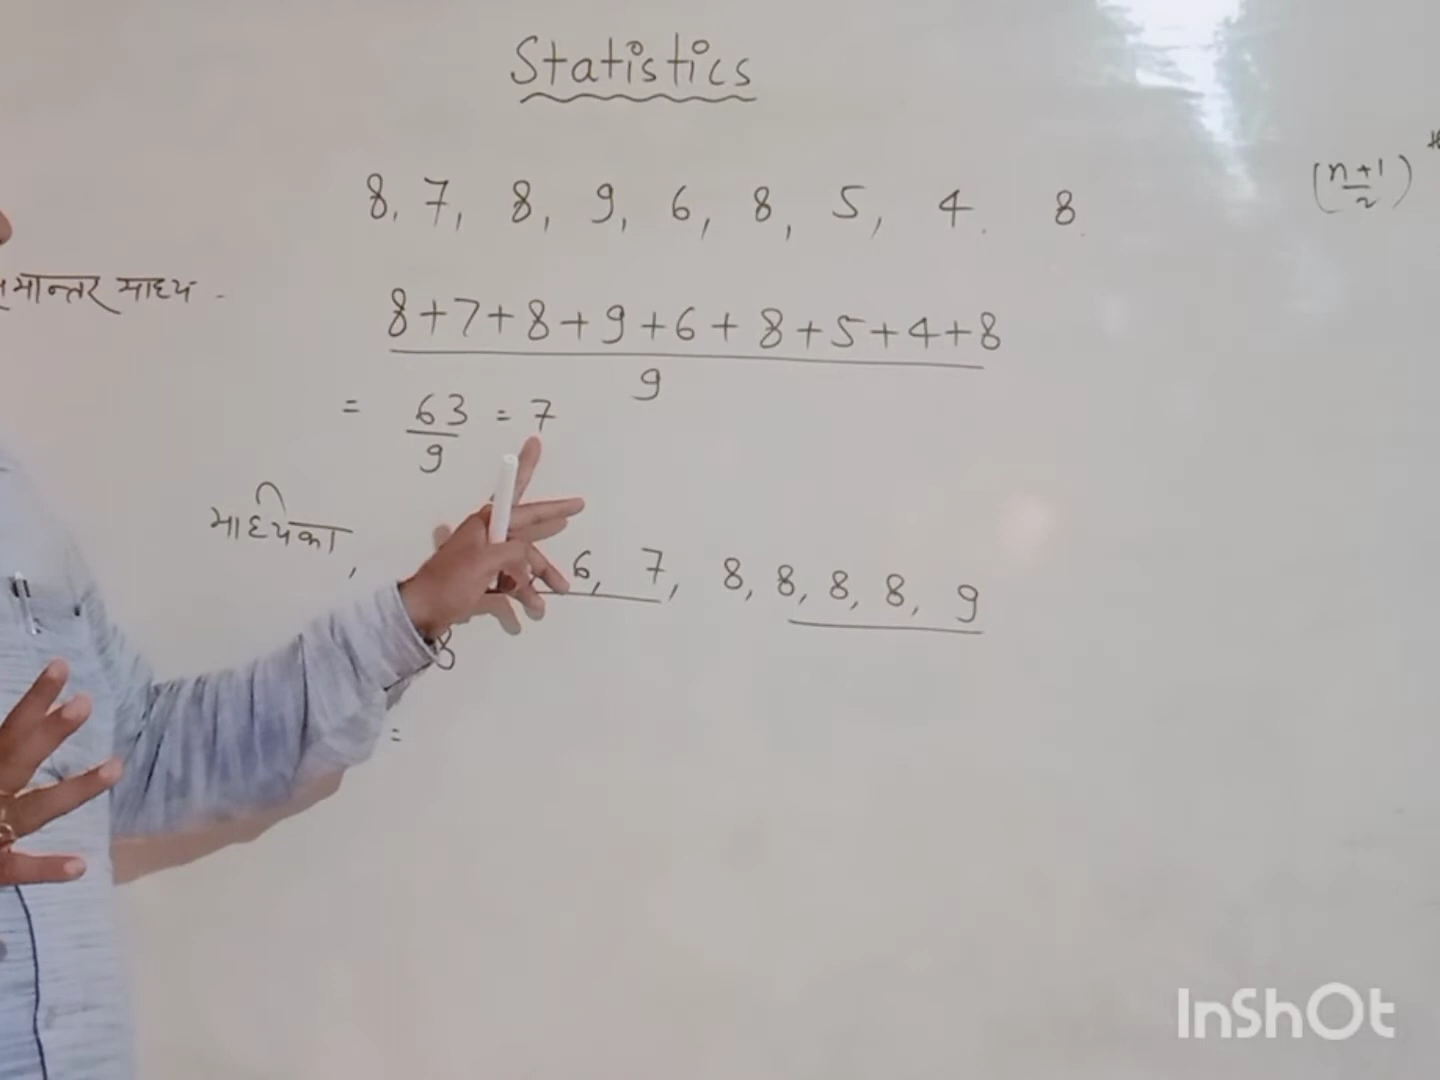 Statistics
8, 7, 8, 9, 6, 8, 5, 4. 8
(n+1/2)
समान्तर माध्य -
8+7+8+9+6+8+5+4+8
9
= 63/9 = 7
माध्यिका,
6, 7, 8, 8, 8, 8, 9
8
=
InShOt